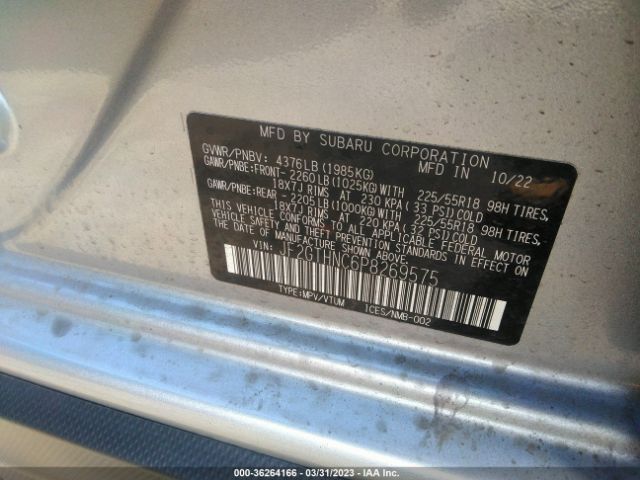 MFD BY SUBARU CORPORATION MFD IN 10/22
GVWR/PNBV: 4376LB(1985KG)
GAWR/PNBE:FRONT- 2260LB(1025KG)WITH 225/55R18 98H TIRES,
18X7J RIMS AT 230 KPA( 33 PSI)COLD
GAWR/PNBE:REAR - 2205LB(1000KG)WITH 225/55R18 98H TIRES,
18X7J RIMS AT 220 KPA( 32 PSI)COLD
THIS VEHICLE CONFORMS TO ALL APPLICABLE FEDERAL MOTOR
VEHICLE SAFETY STANDARDS IN EFFECT ON THE DATE OF
MANUFACTURE SHOWN ABOVE.
VIN: JF2GTHNC6P8269575
TYPE:MPV/VTUM ICES/NMB-002
000-36264166 — 03/31/2023 — IAA Inc.